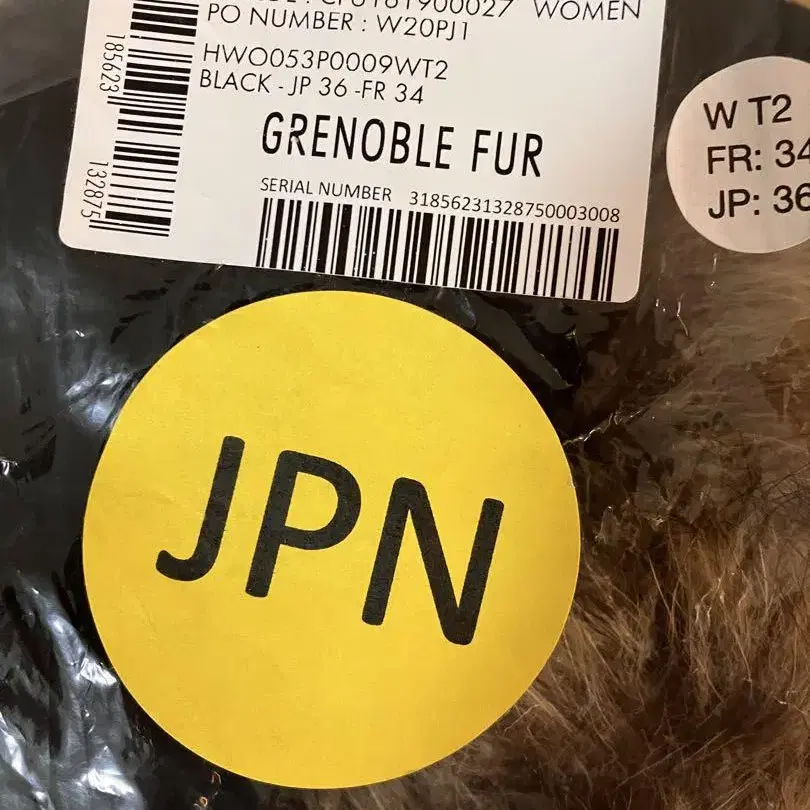 WOMEN
PO NUMBER : W20PJ1
HWO053P0009WT2
BLACK - JP 36 -FR 34
GRENOBLE FUR
SERIAL NUMBER 31856231328750003008
185623
132875
W T2
FR: 34
JP: 36
JPN